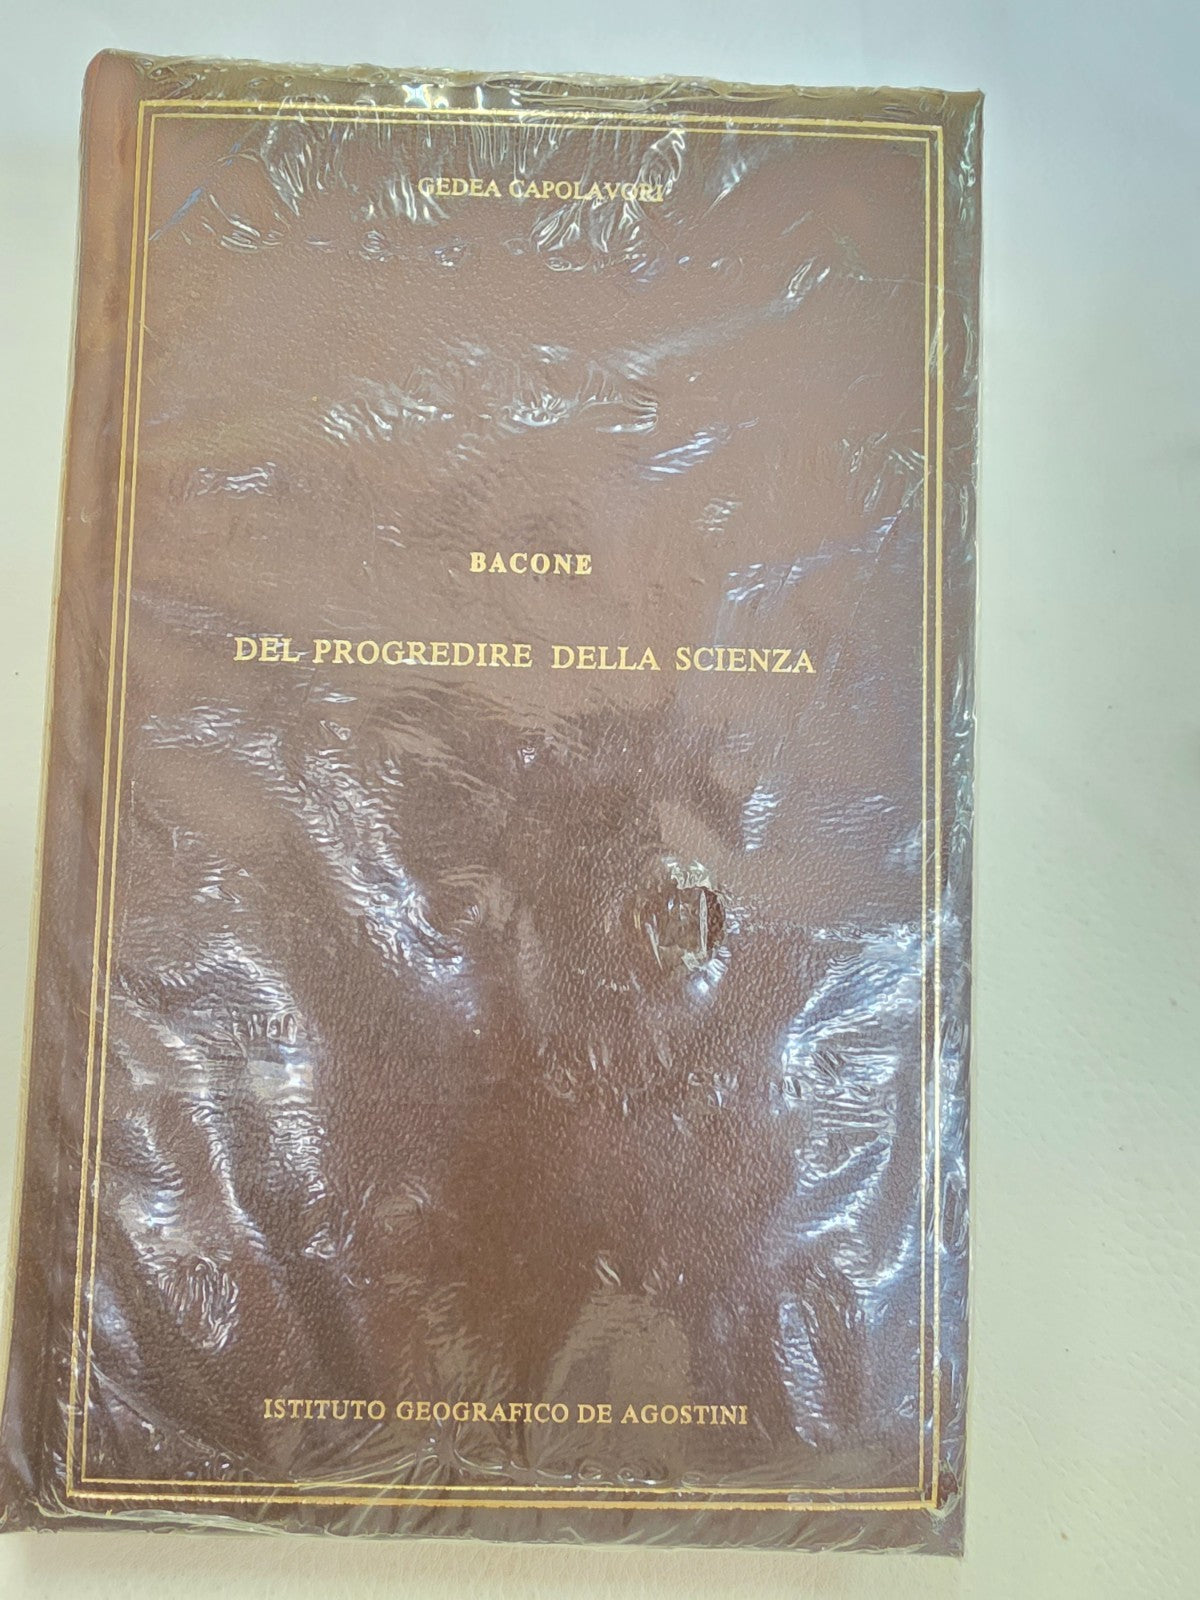 GEDEA CAPOLAVORI
BACONE
DEL PROGREDIRE DELLA SCIENZA
ISTITUTO GEOGRAFICO DE AGOSTINI